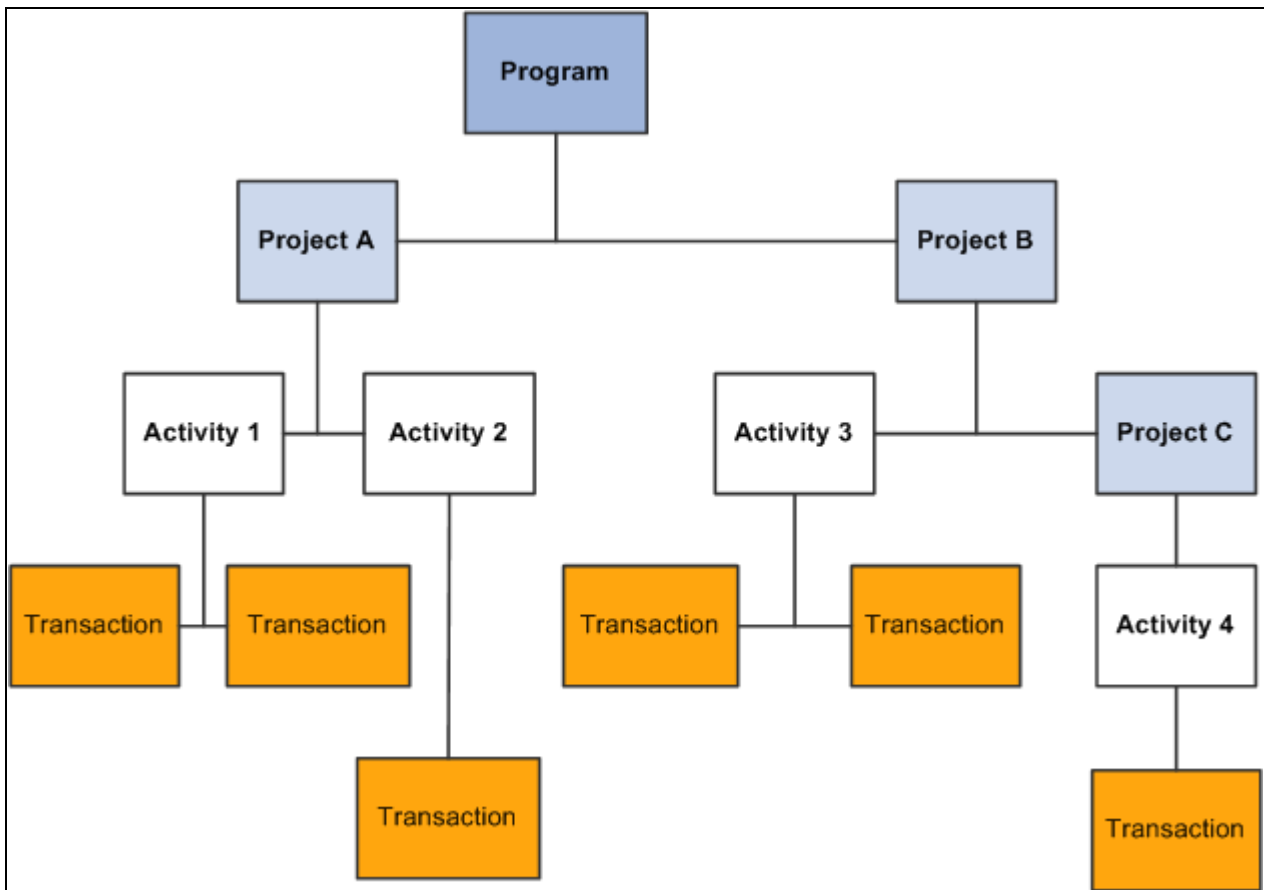 Program
Project A
Project B
Activity 1
Activity 2
Activity 3
Project C
Transaction
Transaction
Transaction
Transaction
Activity 4
Transaction
Transaction